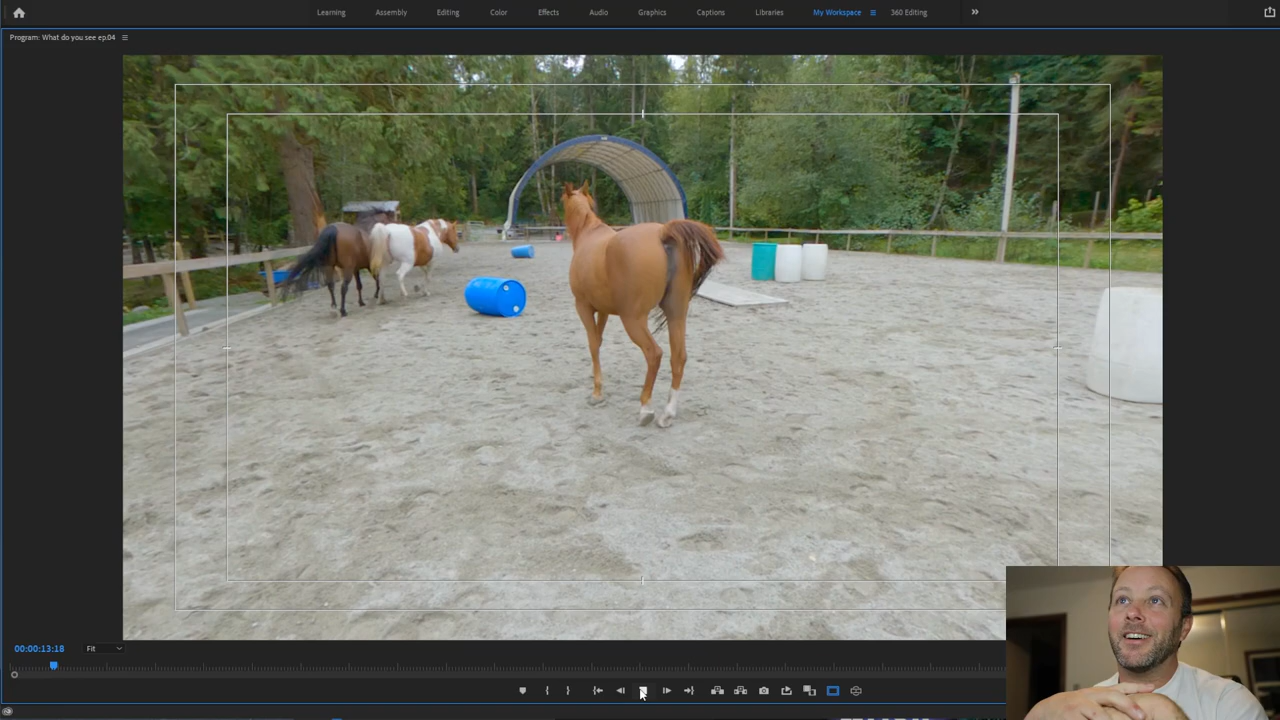 Learning Assembly Editing Color Effects Audio Graphics Captions Libraries My Workspace 360 Editing
Program: What do you see ep.04
00:00:13:18 Fit